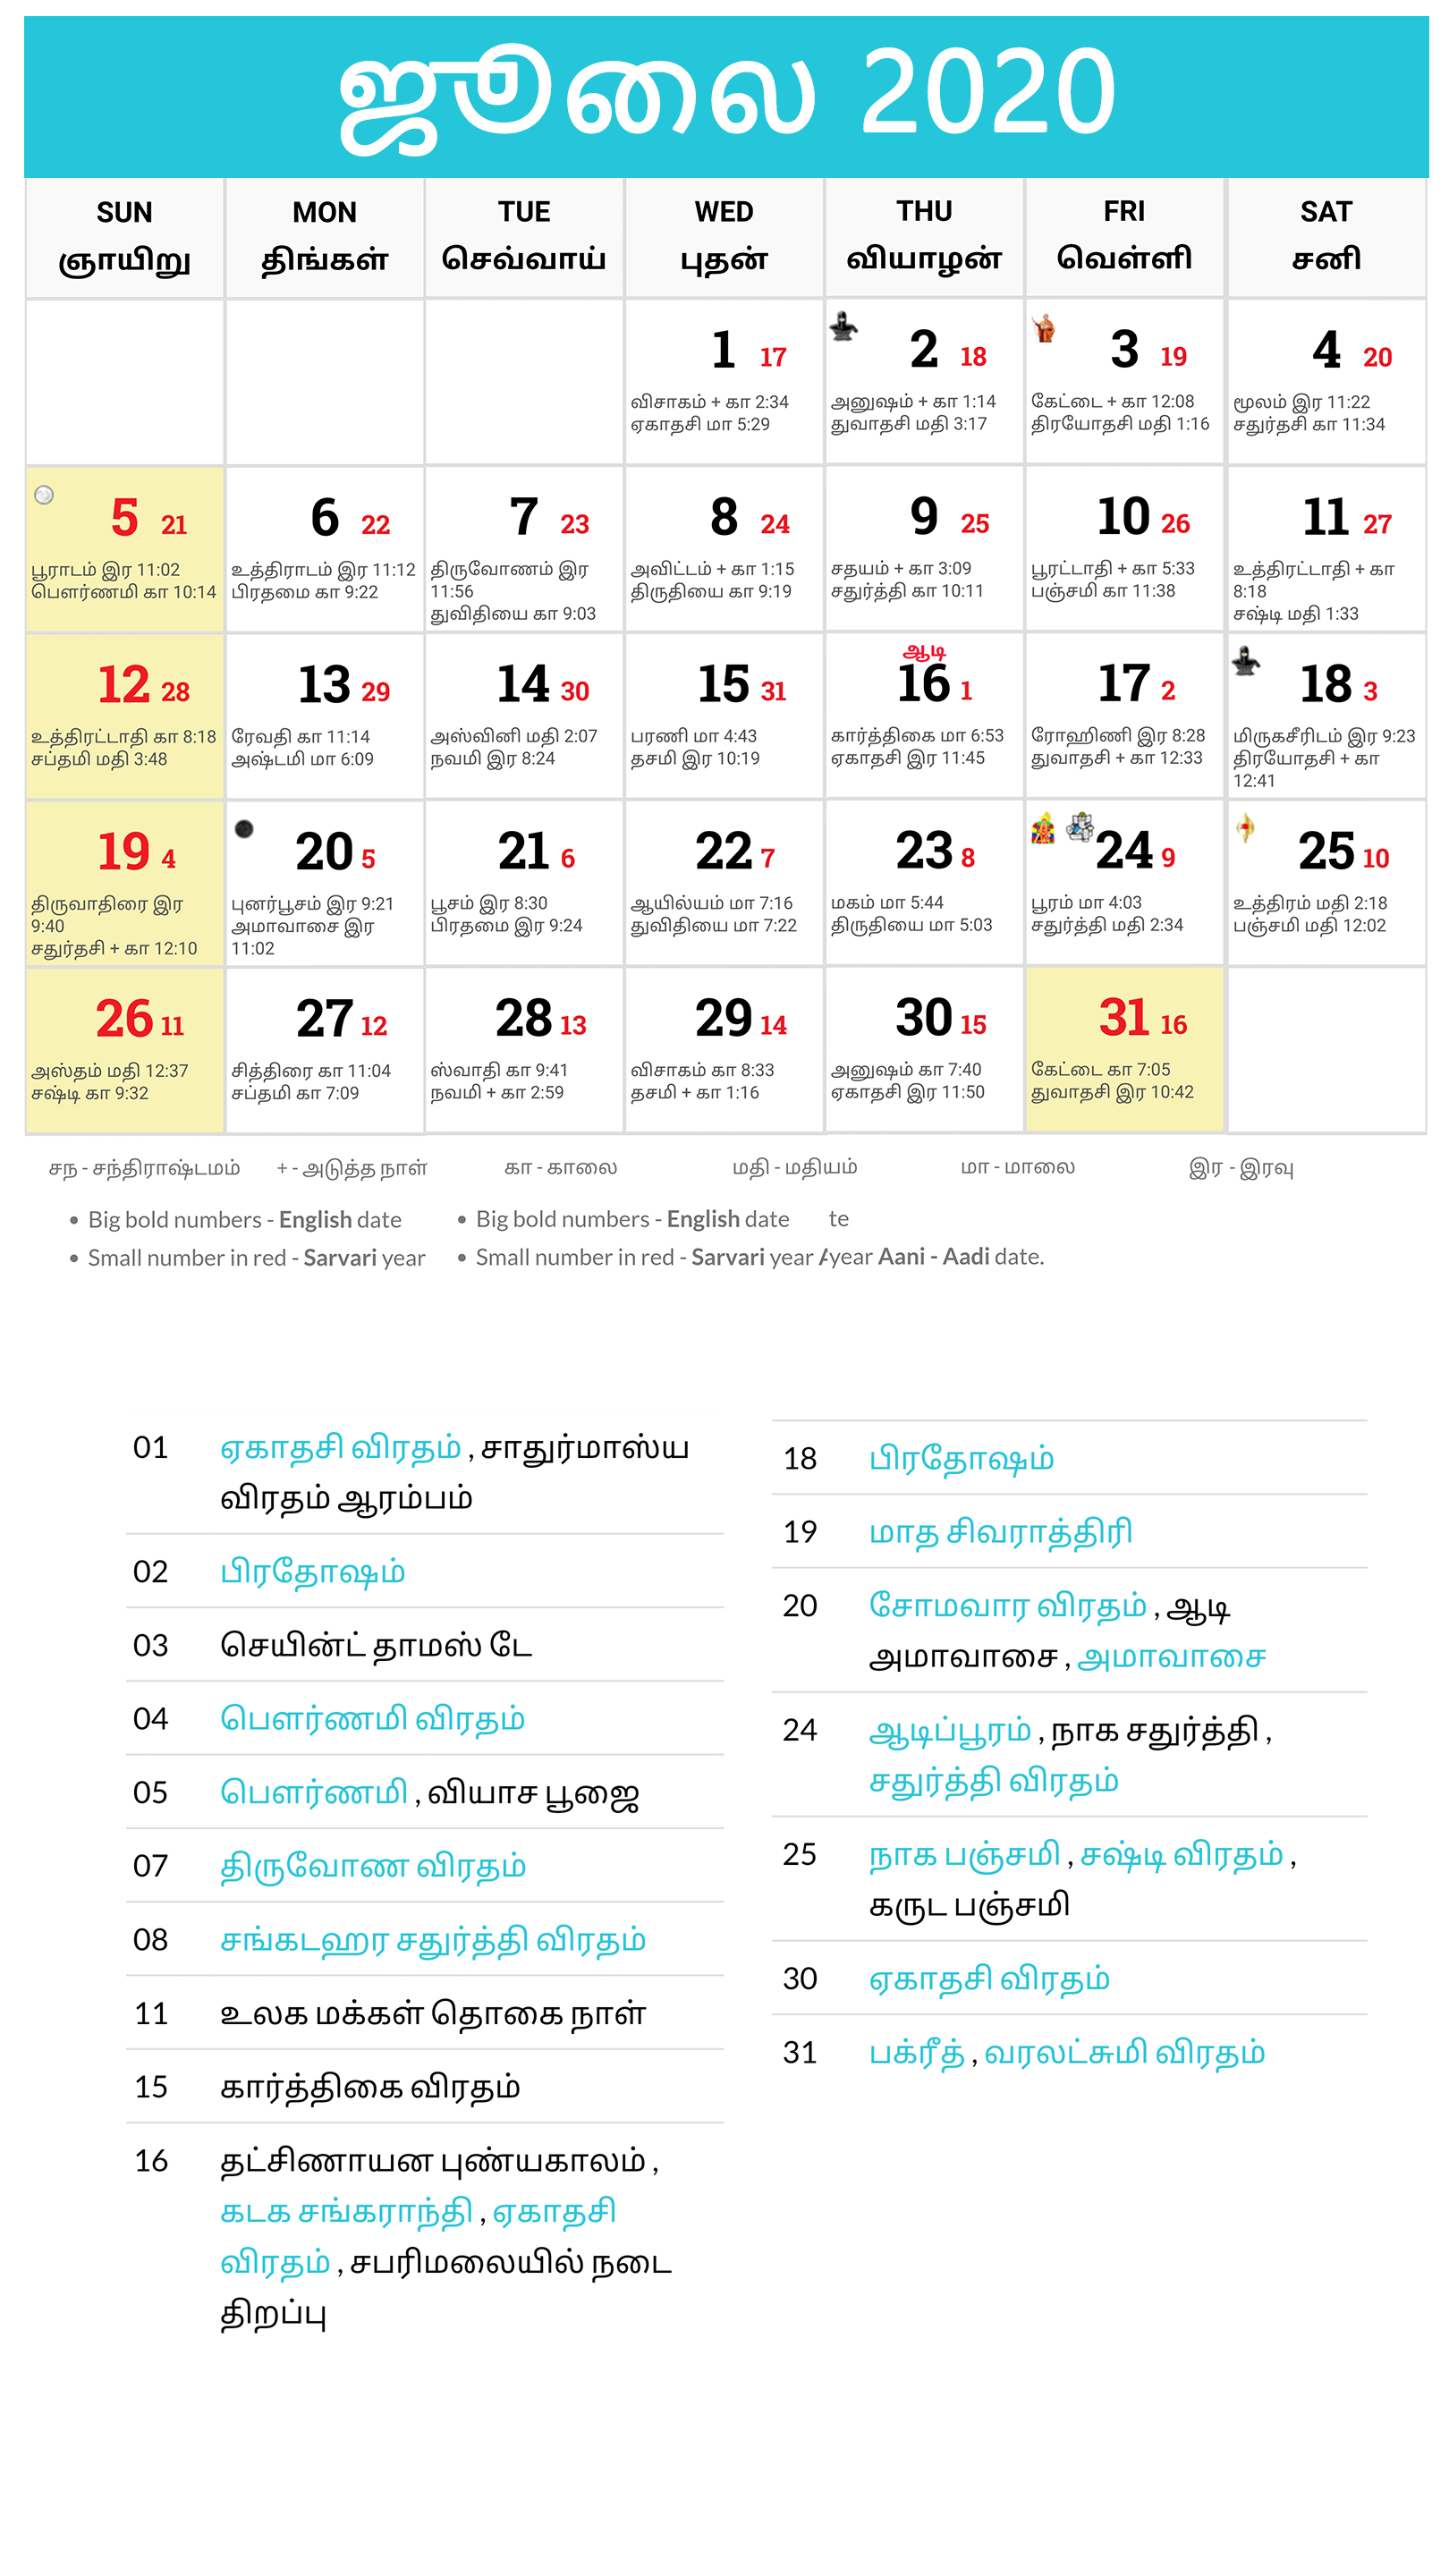 ஜூலை 2020
SUN MON TUE WED THU FRI SAT
ஞாயிறு திங்கள் செவ்வாய் புதன் வியாழன் வெள்ளி சனி
1 17
விசாகம் + கா 2:34
ஏகாதசி மா 5:29
2 18
அனுஷம் + கா 1:14
துவாதசி மதி 3:17
3 19
கேட்டை + கா 12:08
திரயோதசி மதி 1:16
4 20
மூலம் இர 11:22
சதுர்தசி கா 11:34
5 21
பூராடம் இர 11:02
பௌர்ணமி கா 10:14
6 22
உத்திராடம் இர 11:12
பிரதமை கா 9:22
7 23
திருவோணம் இர
11:56
துவிதியை கா 9:03
8 24
அவிட்டம் + கா 1:15
திருதியை கா 9:19
9 25
சதயம் + கா 3:09
சதுர்த்தி கா 10:11
10 26
பூரட்டாதி + கா 5:33
பஞ்சமி கா 11:38
11 27
உத்திரட்டாதி + கா
8:18
சஷ்டி மதி 1:33
12 28
உத்திரட்டாதி கா 8:18
சப்தமி மதி 3:48
13 29
ரேவதி கா 11:14
அஷ்டமி மா 6:09
14 30
அஸ்வினி மதி 2:07
நவமி இர 8:24
15 31
பரணி மா 4:43
தசமி இர 10:19
ஆடி
16 1
கார்த்திகை மா 6:53
ஏகாதசி இர 11:45
17 2
ரோஹிணி இர 8:28
துவாதசி + கா 12:33
18 3
மிருகசீரிடம் இர 9:23
திரயோதசி + கா
12:41
19 4
திருவாதிரை இர
9:40
சதுர்தசி + கா 12:10
20 5
புனர்பூசம் இர 9:21
அமாவாசை இர
11:02
21 6
பூசம் இர 8:30
பிரதமை இர 9:24
22 7
ஆயில்யம் மா 7:16
துவிதியை மா 7:22
23 8
மகம் மா 5:44
திருதியை மா 5:03
24 9
பூரம் மா 4:03
சதுர்த்தி மதி 2:34
25 10
உத்திரம் மதி 2:18
பஞ்சமி மதி 12:02
26 11
அஸ்தம் மதி 12:37
சஷ்டி கா 9:32
27 12
சித்திரை கா 11:04
சப்தமி கா 7:09
28 13
ஸ்வாதி கா 9:41
நவமி + கா 2:59
29 14
விசாகம் கா 8:33
தசமி + கா 1:16
30 15
அனுஷம் கா 7:40
ஏகாதசி இர 11:50
31 16
கேட்டை கா 7:05
துவாதசி இர 10:42
சந - சந்திராஷ்டமம் + - அடுத்த நாள் கா - காலை மதி - மதியம் மா - மாலை இர - இரவு
• Big bold numbers - English date • Big bold numbers - English date te
• Small number in red - Sarvari year • Small number in red - Sarvari year year Aani - Aadi date.
01 ஏகாதசி விரதம் , சாதுர்மாஸ்ய
விரதம் ஆரம்பம்
02 பிரதோஷம்
03 செயின்ட் தாமஸ் டே
04 பௌர்ணமி விரதம்
05 பௌர்ணமி , வியாச பூஜை
07 திருவோண விரதம்
08 சங்கடஹர சதுர்த்தி விரதம்
11 உலக மக்கள் தொகை நாள்
15 கார்த்திகை விரதம்
16 தட்சிணாயன புண்யகாலம் ,
கடக சங்கராந்தி , ஏகாதசி
விரதம் , சபரிமலையில் நடை
திறப்பு
18 பிரதோஷம்
19 மாத சிவராத்திரி
20 சோமவார விரதம் , ஆடி
அமாவாசை , அமாவாசை
24 ஆடிப்பூரம் , நாக சதுர்த்தி ,
சதுர்த்தி விரதம்
25 நாக பஞ்சமி , சஷ்டி விரதம் ,
கருட பஞ்சமி
30 ஏகாதசி விரதம்
31 பக்ரீத் , வரலட்சுமி விரதம்